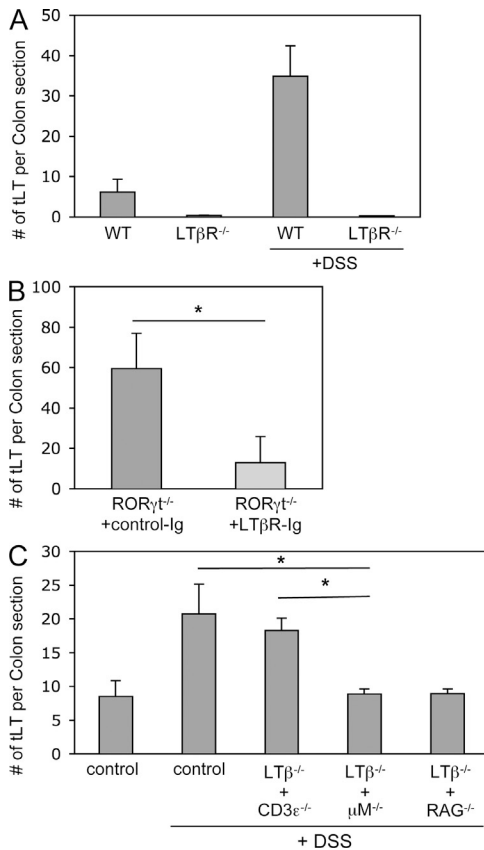 A
# of tLT per Colon section
50
40
30
20
10
0
WT
LTβR-/-
WT
LTβR-/-
+DSS
B
# of tLT per Colon section
100
80
60
40
20
0
*
RORγt-/-
+control-Ig
RORγt-/-
+LTβR-Ig
C
# of tLT per Colon section
30
25
20
15
10
5
0
*
*
control
control
LTβ-/-
+
CD3ε-/-
LTβ-/-
+
μM-/-
LTβ-/-
+
RAG-/-
+ DSS